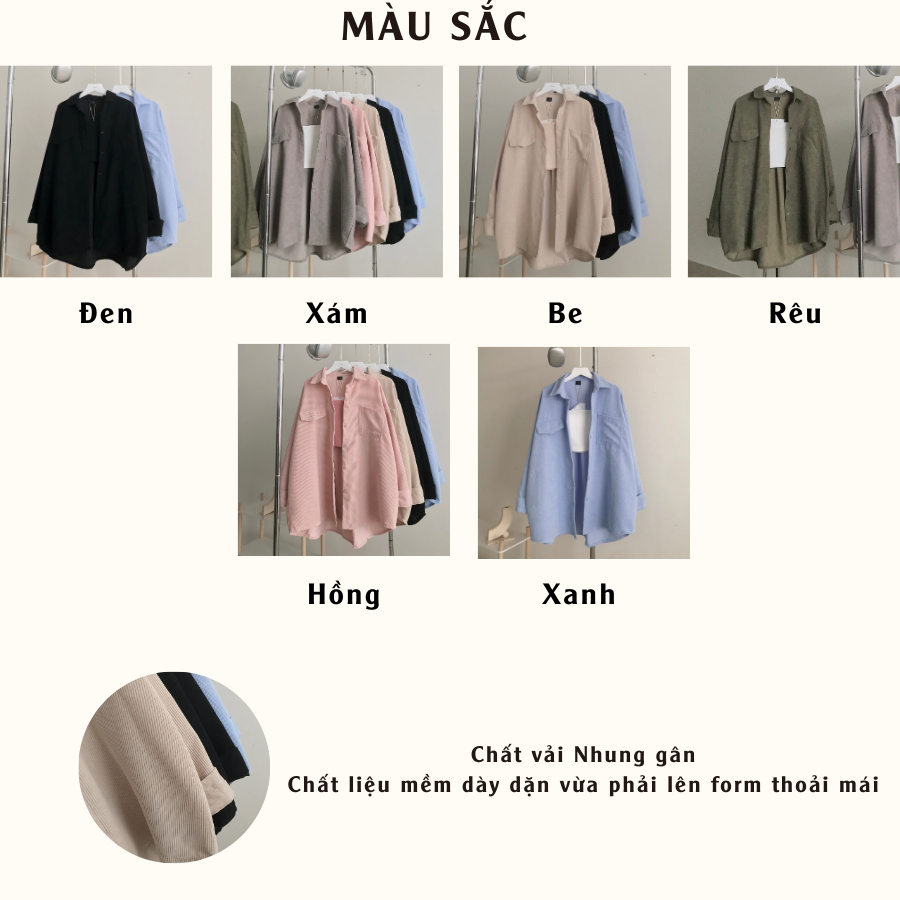 MÀU SẮC
Đen
Xám
Be
Rêu
Hồng
Xanh
Chất vải Nhung gân
Chất liệu mềm dày dặn vừa phải lên form thoải mái